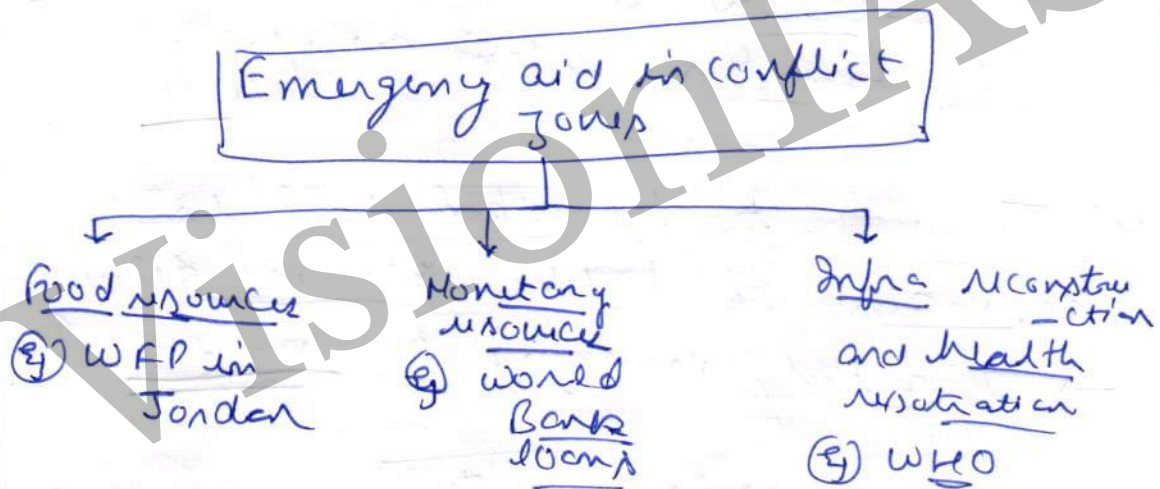 Emergency aid in conflict
zones
Food resources
Eg WFP in
Jordan
Monetary
resources
Eg World
Bank
loans
Infra reconstru
-ction
and health
Eg WHO
VisionIAS